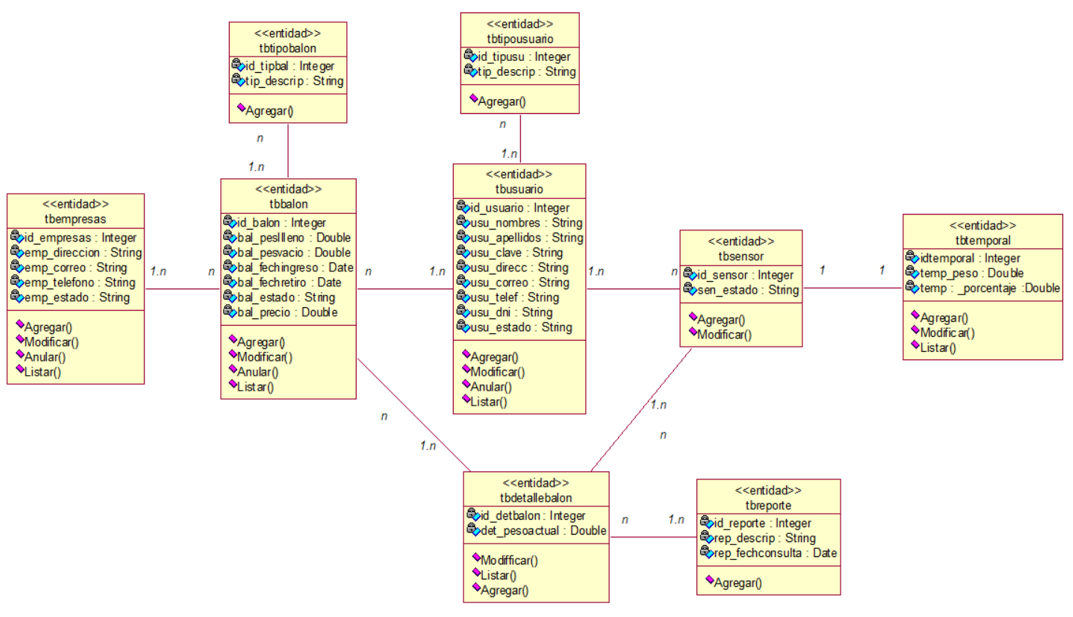 <<entidad>>
tbtipobalon
id_tipbal : Integer
tip_descrip : String
Agregar()
<<entidad>>
tbtipousuario
id_tipusu : Integer
tip_descrip : String
Agregar()
n
1.n
n
1.n
<<entidad>>
tbempresas
id_empresas : Integer
emp_direccion : String
emp_correo : String
emp_telefono : String
emp_estado : String
Agregar()
Modificar()
Anular()
Listar()
1.n
n
<<entidad>>
tbbalon
id_balon : Integer
bal_peslleno : Double
bal_pesvacio : Double
bal_fechingreso : Date
bal_fechretiro : Date
bal_estado : String
bal_precio : Double
Agregar()
Modificar()
Anular()
Listar()
n
1.n
<<entidad>>
tbusuario
id_usuario : Integer
usu_nombres : String
usu_apellidos : String
usu_clave : String
usu_direcc : String
usu_correo : String
usu_telef : String
usu_dni : String
usu_estado : String
Agregar()
Modificar()
Anular()
Listar()
1.n
n
<<entidad>>
tbsensor
id_sensor : Integer
sen_estado : String
Agregar()
Modificar()
1
1
<<entidad>>
tbtemporal
idtemporal : Integer
temp_peso : Double
temp : _porcentaje :Double
Agregar()
Modificar()
Listar()
n
1.n
1.n
n
<<entidad>>
tbdetallebalon
id_detbalon : Integer
det_pesoactual : Double
Modifficar()
Listar()
Agregar()
n
1.n
<<entidad>>
tbreporte
id_reporte : Integer
rep_descrip : String
rep_fechconsulta : Date
Agregar()